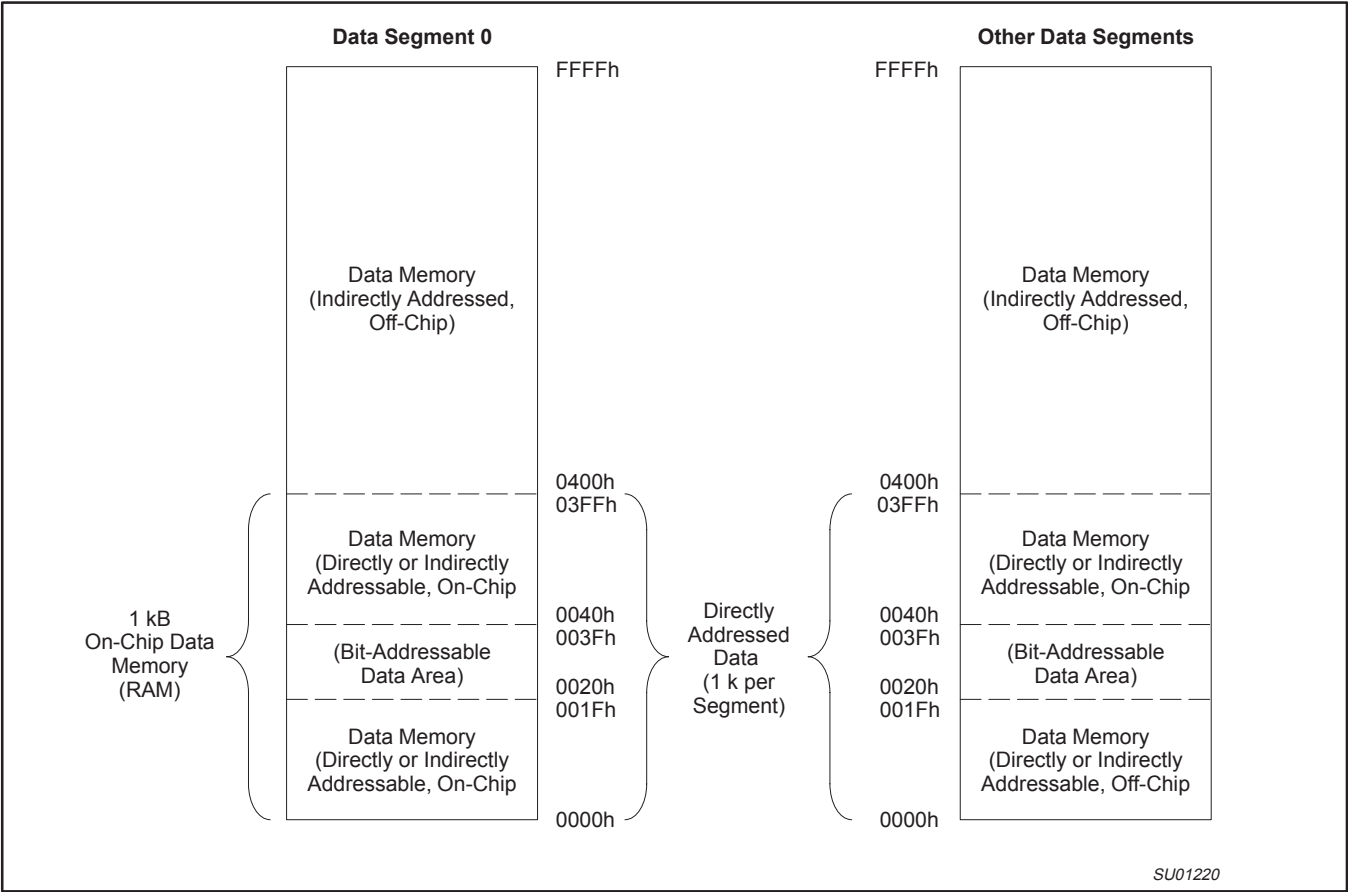 Data Segment 0
FFFFh
Data Memory
(Indirectly Addressed,
Off-Chip)
0400h
03FFh
Data Memory
(Directly or Indirectly
Addressable, On-Chip
0040h
003Fh
(Bit-Addressable
Data Area)
0020h
001Fh
Data Memory
(Directly or Indirectly
Addressable, On-Chip
0000h
1 kB
On-Chip Data
Memory
(RAM)
Directly
Addressed
Data
(1 k per
Segment)
Other Data Segments
FFFFh
Data Memory
(Indirectly Addressed,
Off-Chip)
0400h
03FFh
Data Memory
(Directly or Indirectly
Addressable, On-Chip
0040h
003Fh
(Bit-Addressable
Data Area)
0020h
001Fh
Data Memory
(Directly or Indirectly
Addressable, Off-Chip
0000h
SU01220